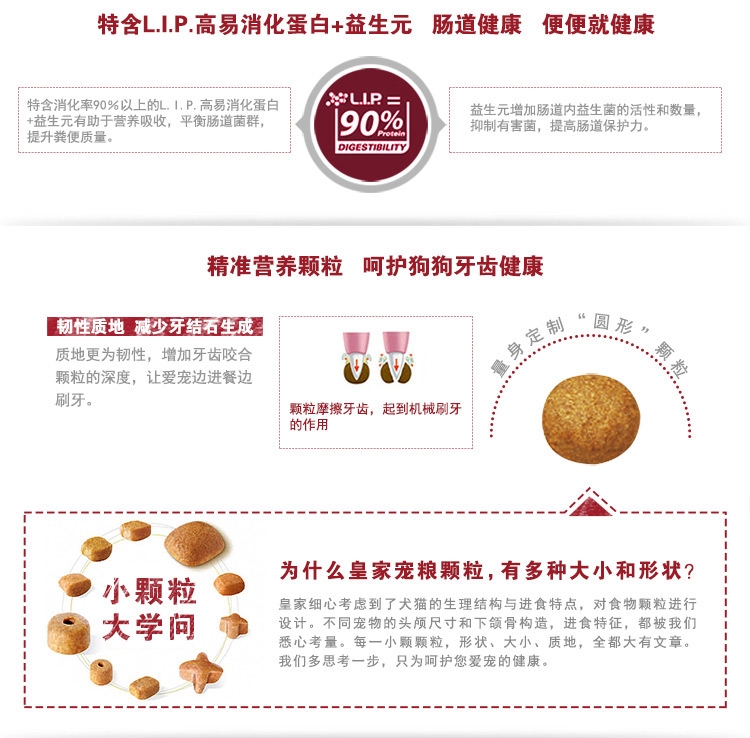 特含L.I.P.高易消化蛋白+益生元 肠道健康 便便就健康
特含消化率90%以上的L.I.P.高易消化蛋白
+益生元有助于营养吸收，平衡肠道菌群，
提升粪便质量。
L.I.P. =
90%
Protein
DIGESTIBILITY
益生元增加肠道内益生菌的活性和数量，
抑制有害菌，提高肠道保护力。
精准营养颗粒 呵护狗狗牙齿健康
韧性质地 减少牙结石生成
质地更为韧性，增加牙齿咬合
颗粒的深度，让爱宠边进餐边
刷牙。
颗粒摩擦牙齿，起到机械刷牙
的作用
量身定制“圆形”颗粒
小颗粒
大学问
为什么皇家宠粮颗粒，有多种大小和形状？
皇家细心考虑到了犬猫的生理结构与进食特点，对食物颗粒进行
设计。不同宠物的头颅尺寸和下颌骨构造，进食特征，都被我们
悉心考量。每一小颗颗粒，形状、大小、质地，全都大有文章。
我们多思考一步，只为呵护您爱宠的健康。